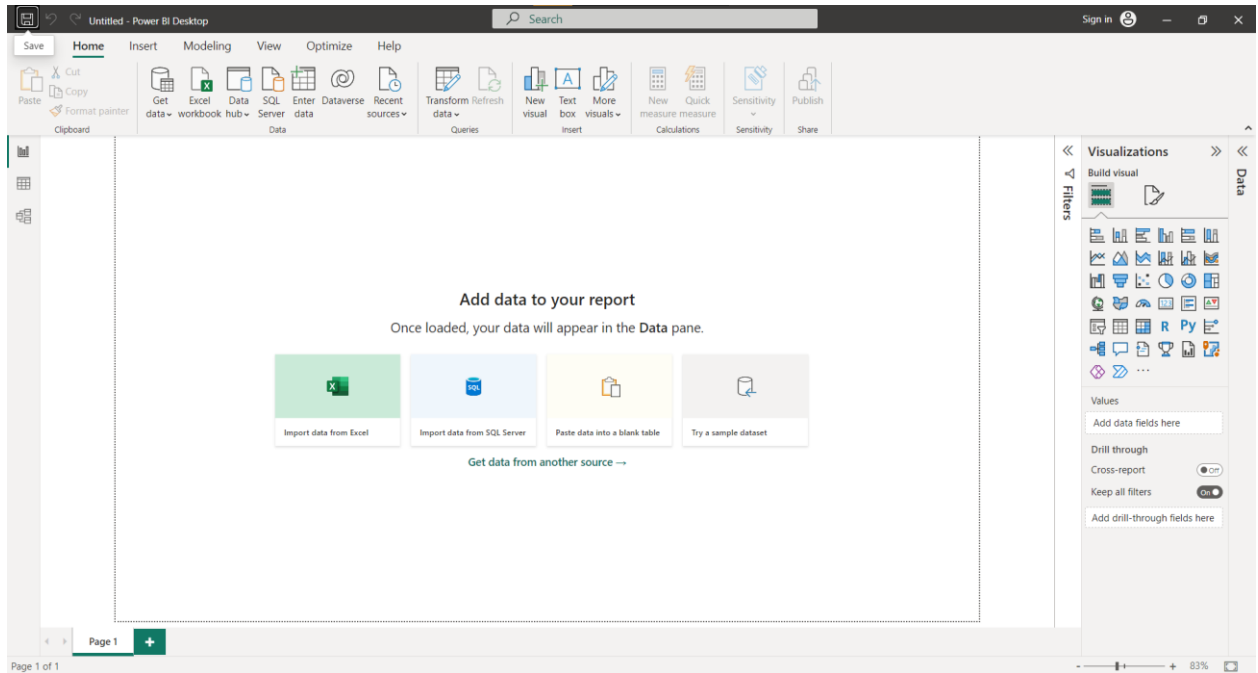 Untitled - Power BI Desktop
Search
Sign in
Save
File
Home
Insert
Modeling
View
Optimize
Help
Paste
Cut
Copy
Format painter
Clipboard
Get data
Excel workbook
Data hub
SQL Server
Enter data
Dataverse
Recent sources
Data
Transform data
Refresh
Queries
New visual
Text box
More visuals
Insert
New measure
Quick measure
Calculations
Sensitivity
Sensitivity
Publish
Share
Add data to your report
Once loaded, your data will appear in the Data pane.
Import data from Excel
Import data from SQL Server
Paste data into a blank table
Try a sample dataset
Get data from another source →
Filters
Visualizations
Build visual
123
R
Py
...
Values
Add data fields here
Drill through
Cross-report
Off
Keep all filters
On
Add drill-through fields here
Data
Page 1
Page 1 of 1
83%